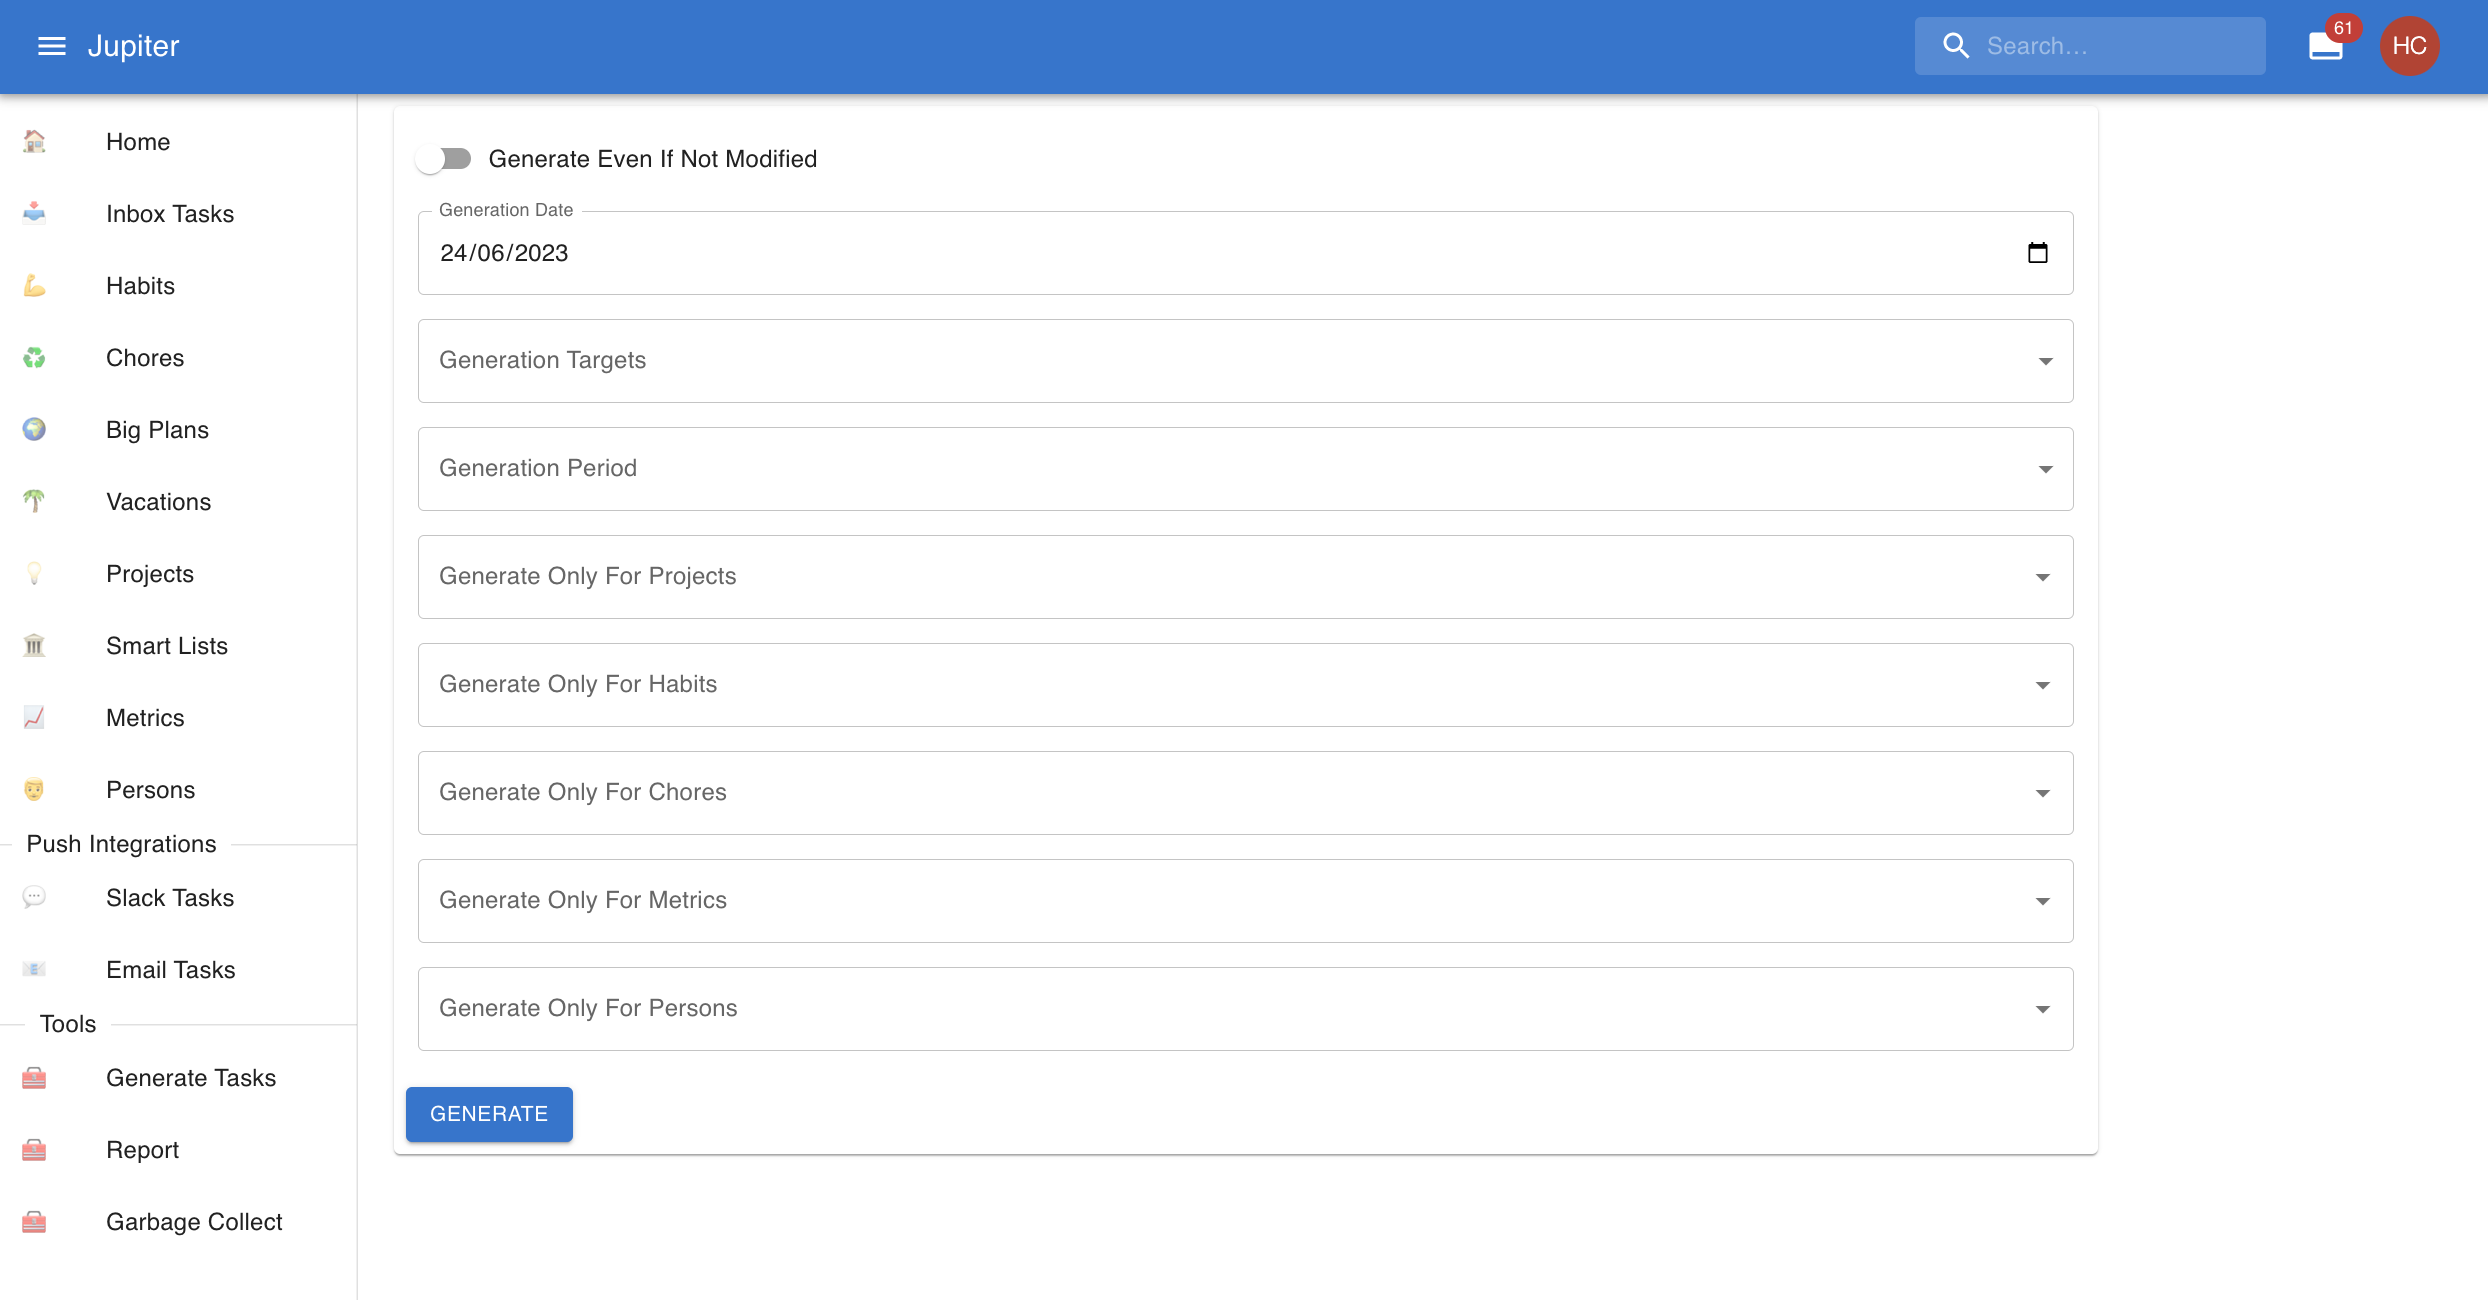 Jupiter
Search...
61
HC
Home
Inbox Tasks
Habits
Chores
Big Plans
Vacations
Projects
Smart Lists
Metrics
Persons
Push Integrations
Slack Tasks
Email Tasks
Tools
Generate Tasks
Report
Garbage Collect
Generate Even If Not Modified
Generation Date
24/06/2023
Generation Targets
Generation Period
Generate Only For Projects
Generate Only For Habits
Generate Only For Chores
Generate Only For Metrics
Generate Only For Persons
GENERATE